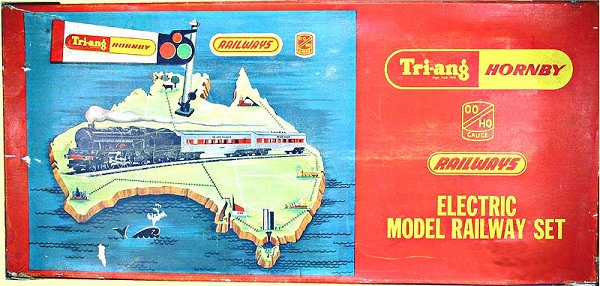 Tri-ang HORNBY
RAILWAYS
Tri-ang HORNBY
OO
HO
GAUGE
RAILWAYS
ELECTRIC
MODEL RAILWAY SET